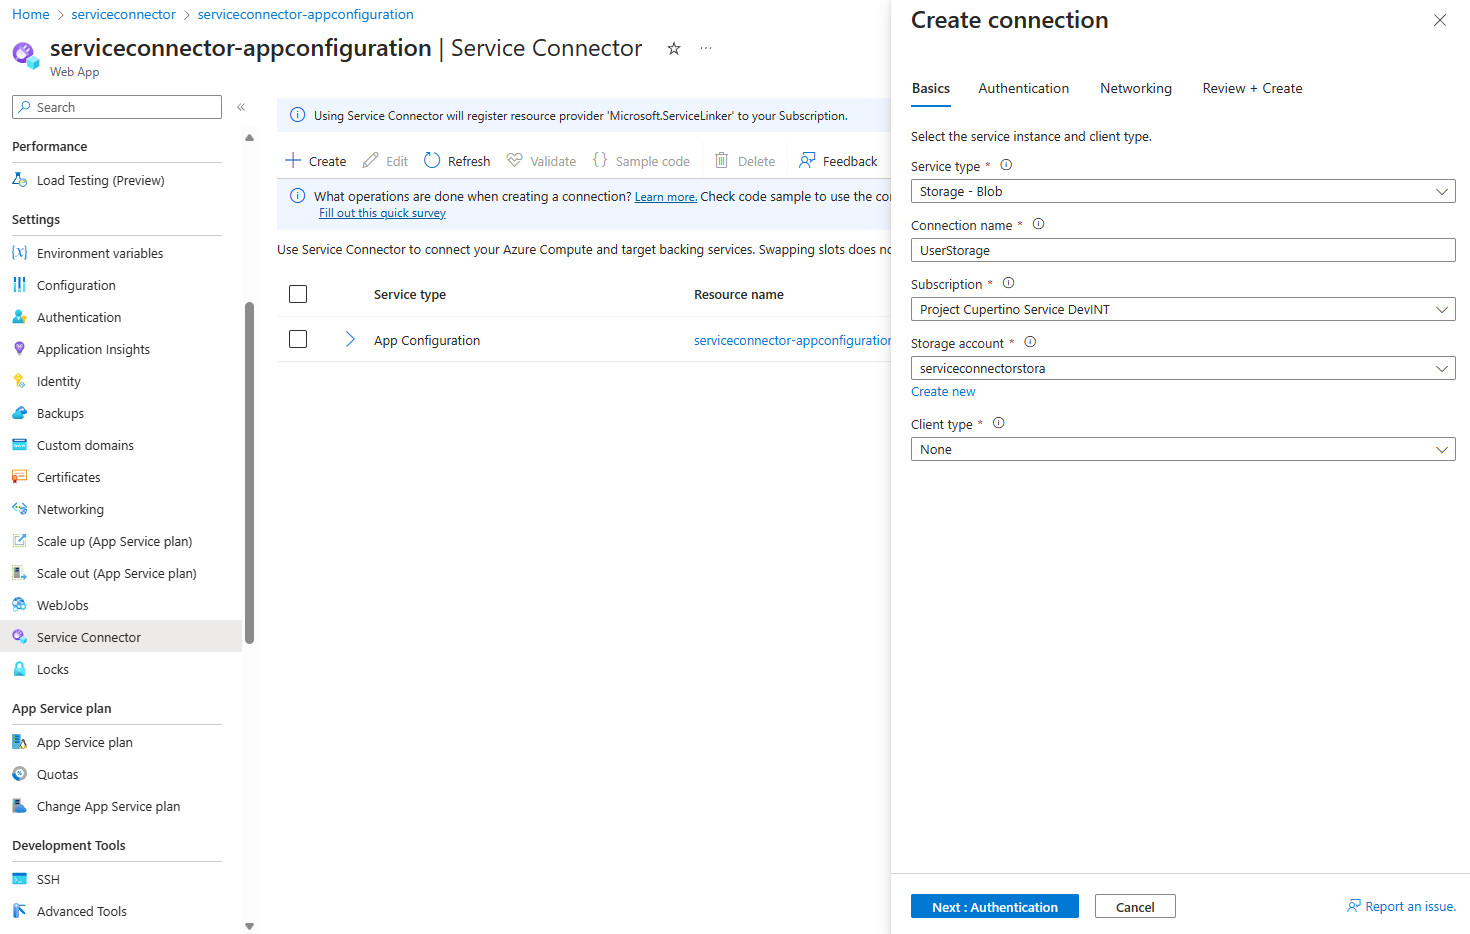 Home > serviceconnector > serviceconnector-appconfiguration
serviceconnector-appconfiguration | Service Connector
Web App
Search
Performance
Load Testing (Preview)
Settings
Environment variables
Configuration
Authentication
Application Insights
Identity
Backups
Custom domains
Certificates
Networking
Scale up (App Service plan)
Scale out (App Service plan)
WebJobs
Service Connector
Locks
App Service plan
App Service plan
Quotas
Change App Service plan
Development Tools
SSH
Advanced Tools
Using Service Connector will register resource provider 'Microsoft.ServiceLinker' to your Subscription.
Create Edit Refresh Validate Sample code Delete Feedback
What operations are done when creating a connection? Learn more. Check code sample to use the co
Fill out this quick survey
Use Service Connector to connect your Azure Compute and target backing services. Swapping slots does no
Service type Resource name
App Configuration serviceconnector-appconfiguration
Create connection
Basics Authentication Networking Review + Create
Select the service instance and client type.
Service type *
Storage - Blob
Connection name *
UserStorage
Subscription *
Project Cupertino Service DevINT
Storage account *
serviceconnectorstora
Create new
Client type *
None
Next : Authentication Cancel Report an issue.